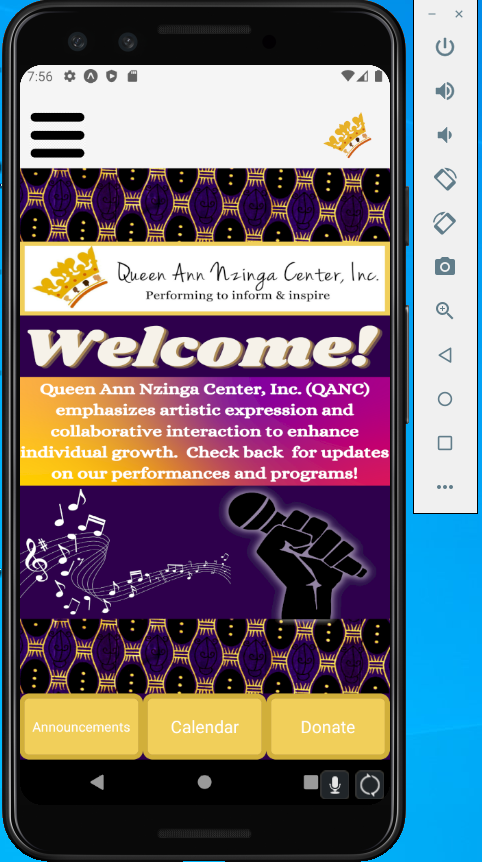 7:56
Queen Ann Nzinga Center, Inc.
Performing to inform & inspire
Welcome!
Queen Ann Nzinga Center, Inc. (QANC)
emphasizes artistic expression and
collaborative interaction to enhance
individual growth.  Check back  for updates
on our performances and programs!
Announcements
Calendar
Donate